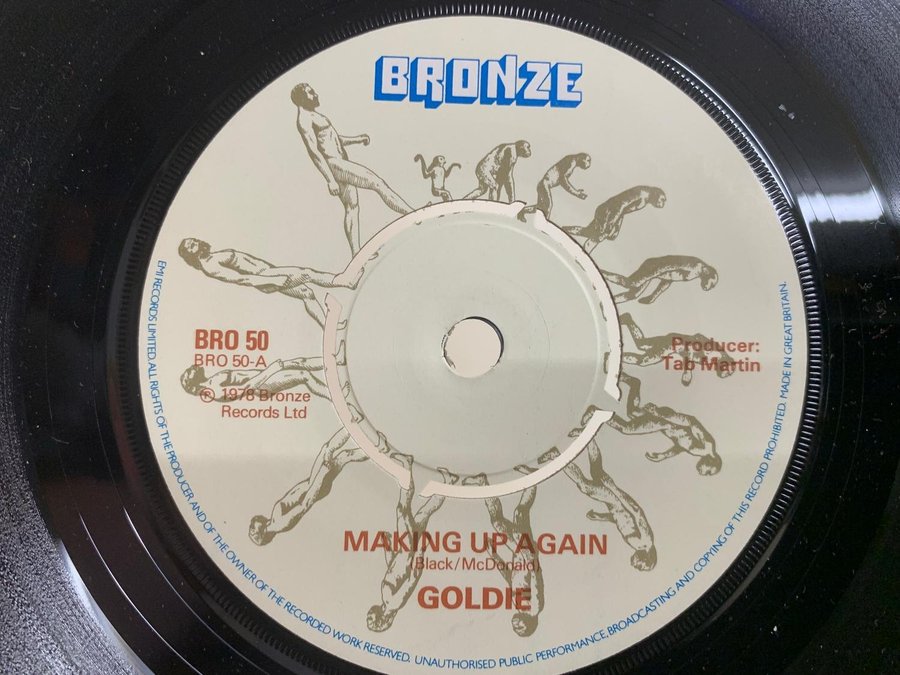 BRONZE
BRO 50
BRO 50-A
℗ 1978 Bronze
Records Ltd
Producer:
Tab Martin
MAKING UP AGAIN
(Black/McDonald)
GOLDIE
EMI RECORDS LIMITED. ALL RIGHTS OF THE PRODUCER AND OF THE OWNER OF THE RECORDED WORK RESERVED. UNAUTHORISED PUBLIC PERFORMANCE, BROADCASTING AND COPYING OF THIS RECORD PROHIBITED. MADE IN GREAT BRITAIN.